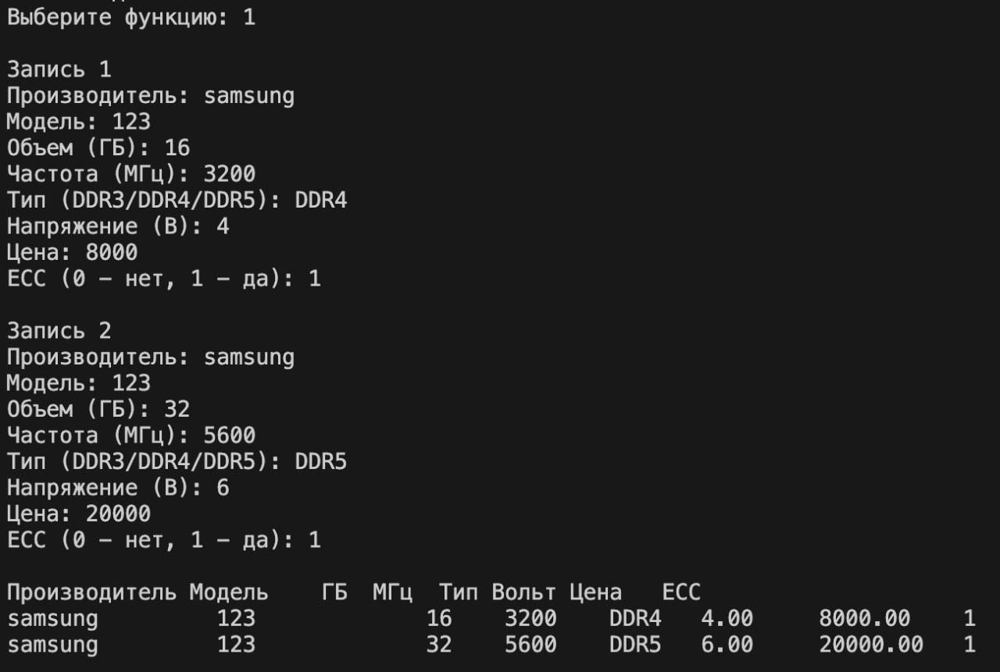 Выберите функцию: 1
Запись 1
Производитель: samsung
Модель: 123
Объем (ГБ): 16
Частота (МГц): 3200
Тип (DDR3/DDR4/DDR5): DDR4
Напряжение (В): 4
Цена: 8000
ECC (0 – нет, 1 – да): 1
Запись 2
Производитель: samsung
Модель: 123
Объем (ГБ): 32
Частота (МГц): 5600
Тип (DDR3/DDR4/DDR5): DDR5
Напряжение (В): 6
Цена: 20000
ECC (0 – нет, 1 – да): 1
Производитель Модель ГБ МГц Тип Вольт Цена ECC
samsung 123 16 3200 DDR4 4.00 8000.00 1
samsung 123 32 5600 DDR5 6.00 20000.00 1